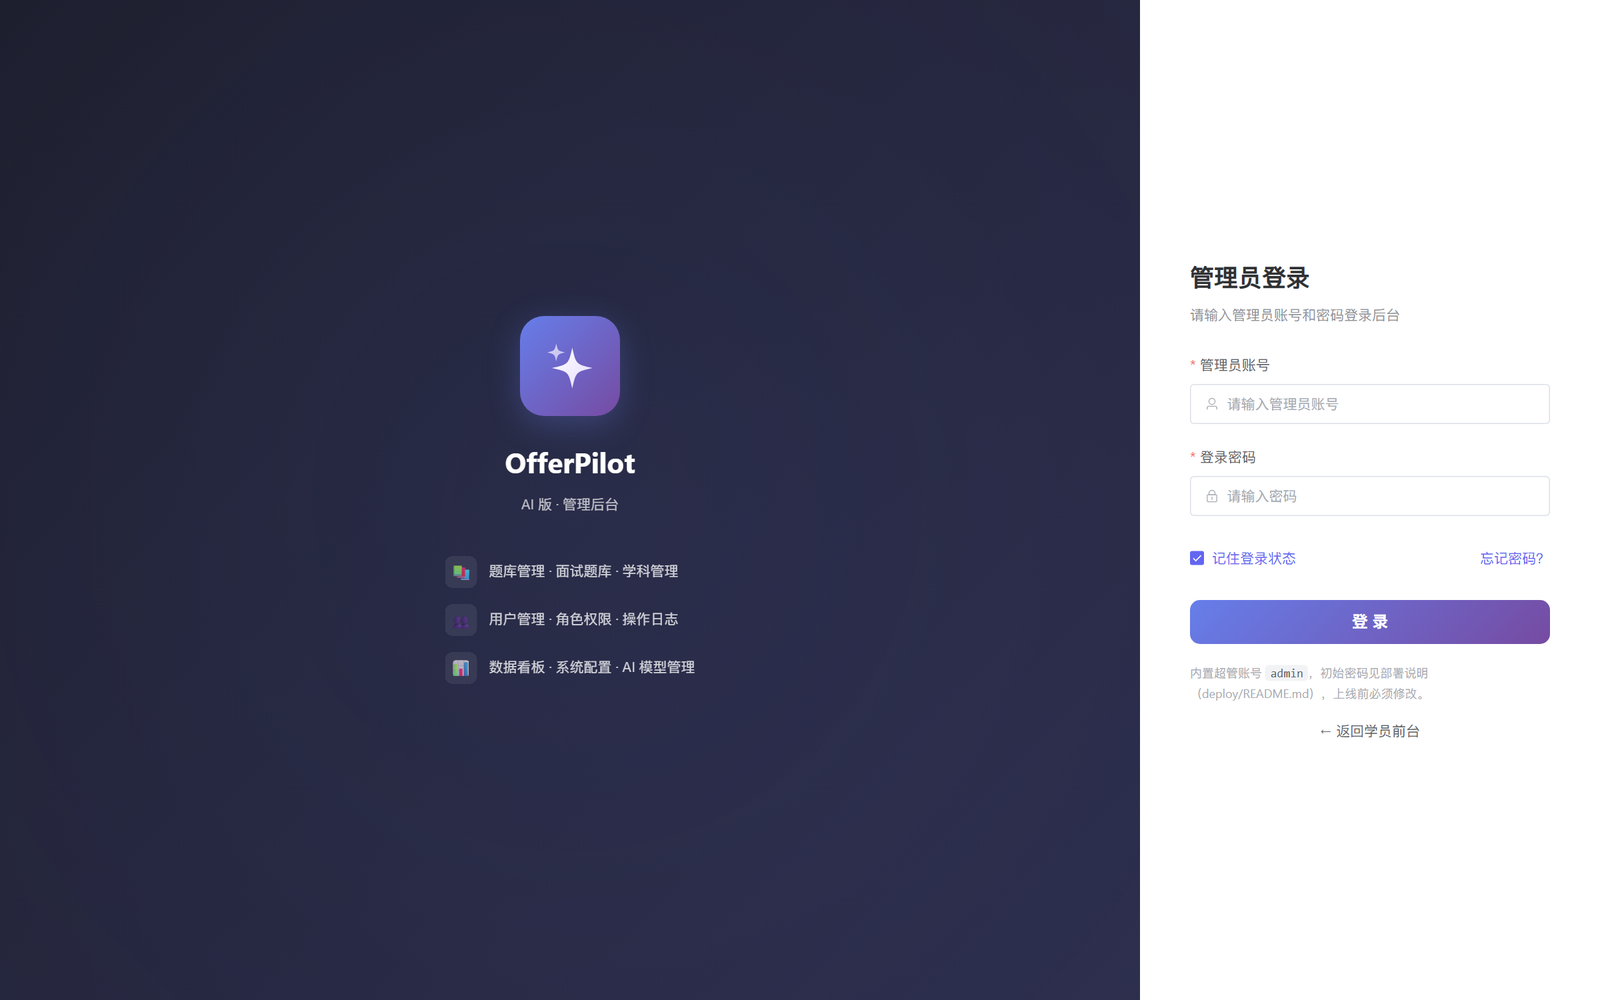 OfferPilot
AI 版 · 管理后台
题库管理 · 面试题库 · 学科管理
用户管理 · 角色权限 · 操作日志
数据看板 · 系统配置 · AI 模型管理
管理员登录
请输入管理员账号和密码登录后台
* 管理员账号
请输入管理员账号
* 登录密码
请输入密码
记住登录状态
忘记密码?
登 录
内置超管账号 admin，初始密码见部署说明
（deploy/README.md），上线前必须修改。
← 返回学员前台